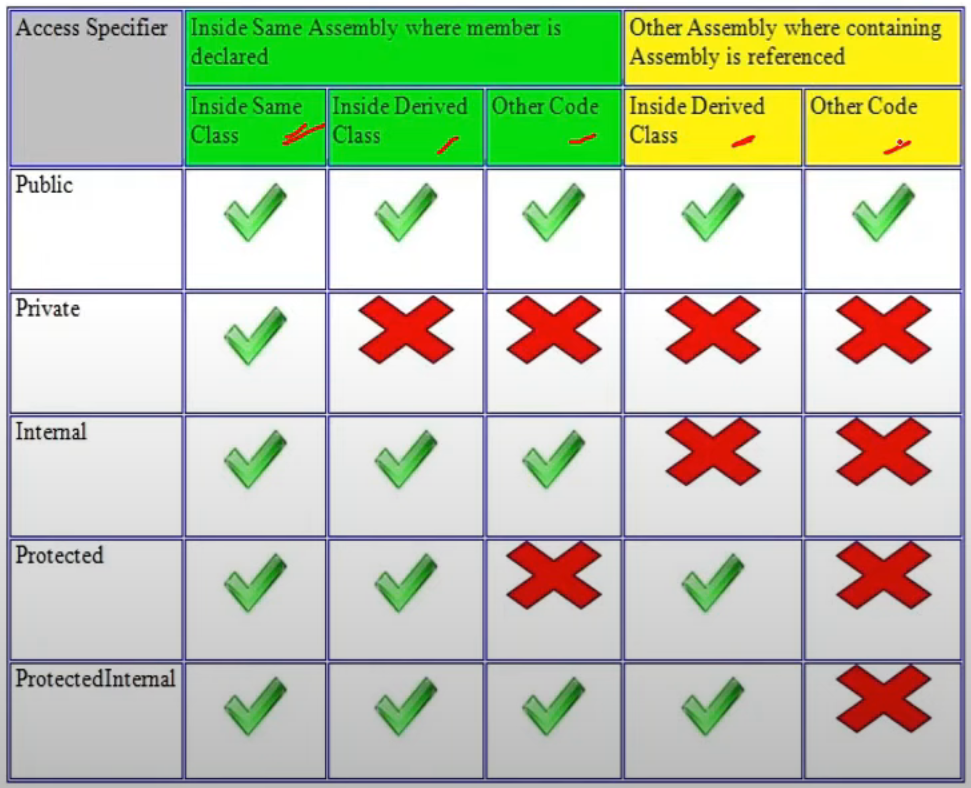 Access Specifier
Inside Same Assembly where member is
declared
Other Assembly where containing
Assembly is referenced
Inside Same
Class
Inside Derived
Class
Other Code
Inside Derived
Class
Other Code
Public
Private
Internal
Protected
ProtectedInternal